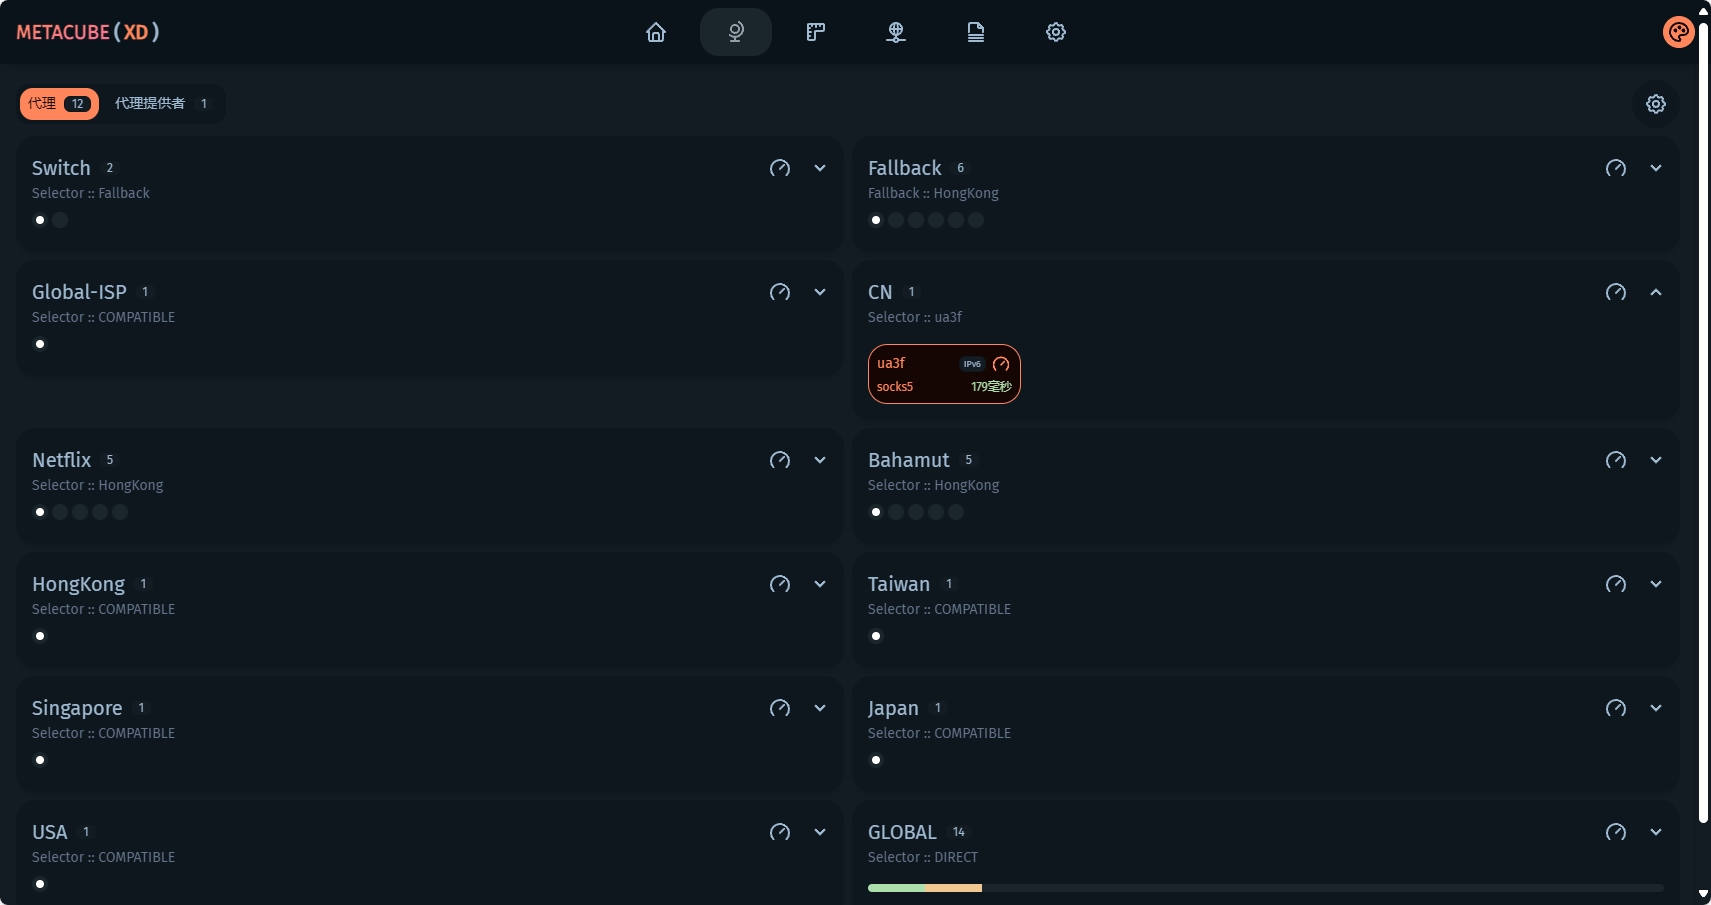 METACUBE(XD)
代理 12 代理提供者 1
Switch 2
Selector :: Fallback
Fallback 6
Fallback :: HongKong
Global-ISP 1
Selector :: COMPATIBLE
CN 1
Selector :: ua3f
ua3f IPv6
socks5 179毫秒
Netflix 5
Selector :: HongKong
Bahamut 5
Selector :: HongKong
HongKong 1
Selector :: COMPATIBLE
Taiwan 1
Selector :: COMPATIBLE
Singapore 1
Selector :: COMPATIBLE
Japan 1
Selector :: COMPATIBLE
USA 1
Selector :: COMPATIBLE
GLOBAL 14
Selector :: DIRECT